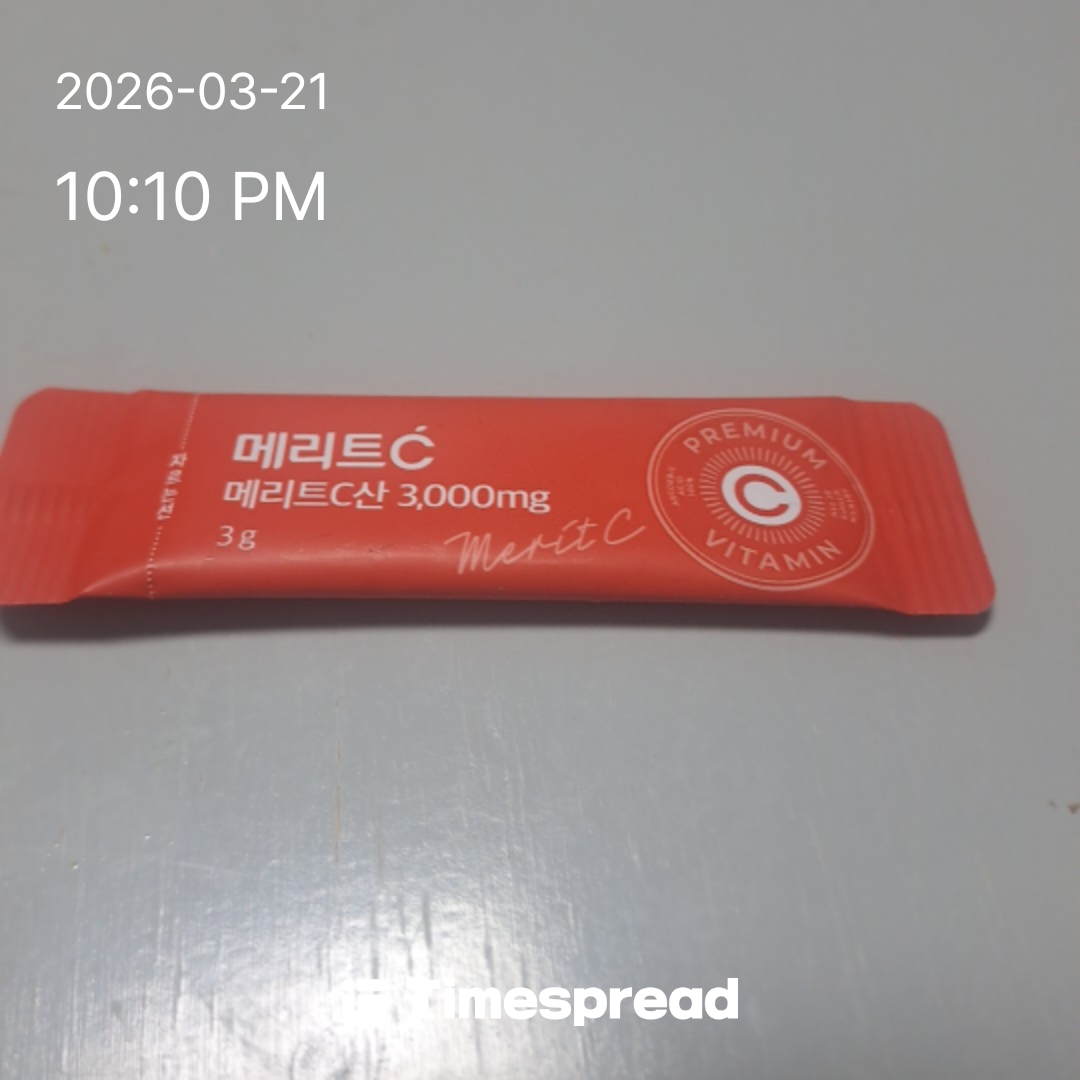 2026-03-21
10:10 PM
메리트C
메리트C산 3,000mg
3g
Merit C
PREMIUM
C
VITAMIN
Timespread